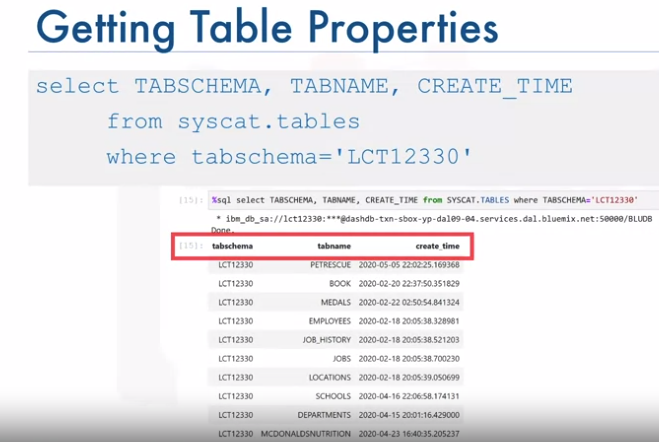 Getting Table Properties
select TABSCHEMA, TABNAME, CREATE_TIME
from syscat.tables
where tabschema='LCT12330'
[15]: %sql select TABSCHEMA, TABNAME, CREATE_TIME from SYSCAT.TABLES where TABSCHEMA='LCT12330'
* ibm_db_sa://lct12330:***@dashdb-txn-sbox-yp-dal09-04.services.dal.bluemix.net:50000/BLUDB
Done.
[15]: tabschema tabname create_time
LCT12330 PETRESCUE 2020-05-05 22:02:25.169368
LCT12330 BOOK 2020-02-20 22:37:50.351829
LCT12330 MEDALS 2020-02-22 02:50:54.841324
LCT12330 EMPLOYEES 2020-02-18 20:05:38.328981
LCT12330 JOB_HISTORY 2020-02-18 20:05:38.521203
LCT12330 JOBS 2020-02-18 20:05:38.700230
LCT12330 LOCATIONS 2020-02-18 20:05:39.050699
LCT12330 SCHOOLS 2020-04-16 22:06:58.174131
LCT12330 DEPARTMENTS 2020-04-15 20:01:16.429000
LCT12330 MCDONALDSNUTRITION 2020-04-23 16:40:35.205237